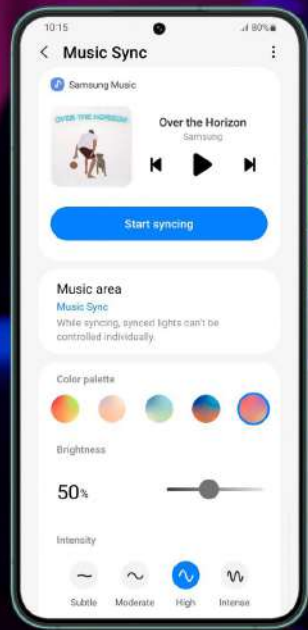 10:15
80%
Music Sync
Samsung Music
OVER THE HORIZON
Over the Horizon
Samsung
Start syncing
Music area
Music Sync
While syncing, synced lights can't be
controlled individually.
Color palette
Brightness
50%
Intensity
Subtle
Moderate
High
Intense